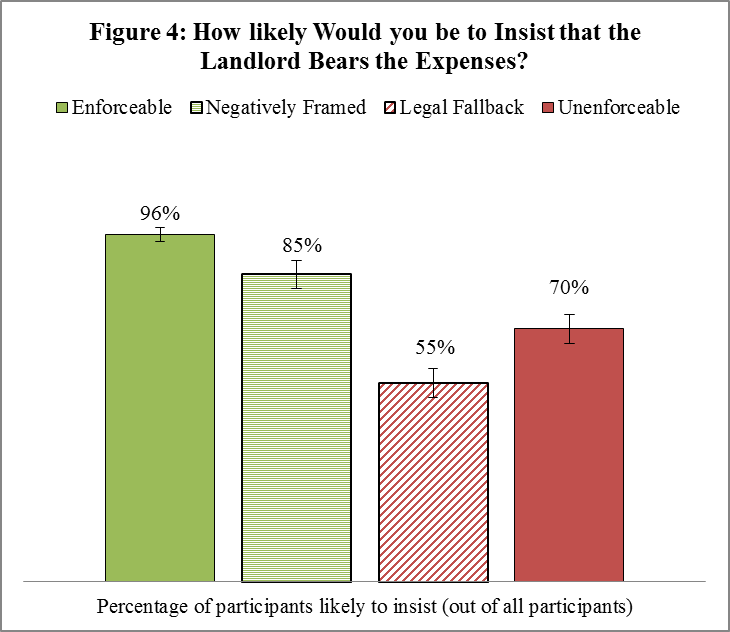 Figure 4: How likely Would you be to Insist that the
Landlord Bears the Expenses?
Enforceable Negatively Framed Legal Fallback Unenforceable
96%
85%
55%
70%
Percentage of participants likely to insist (out of all participants)